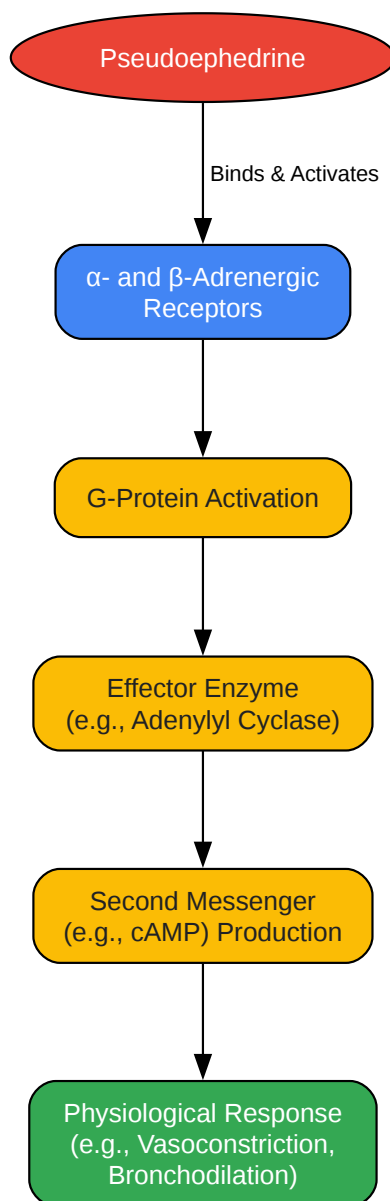 Pseudoephedrine
Binds & Activates
α- and β-Adrenergic
Receptors
G-Protein Activation
Effector Enzyme
(e.g., Adenylyl Cyclase)
Second Messenger
(e.g., cAMP) Production
Physiological Response
(e.g., Vasoconstriction,
Bronchodilation)